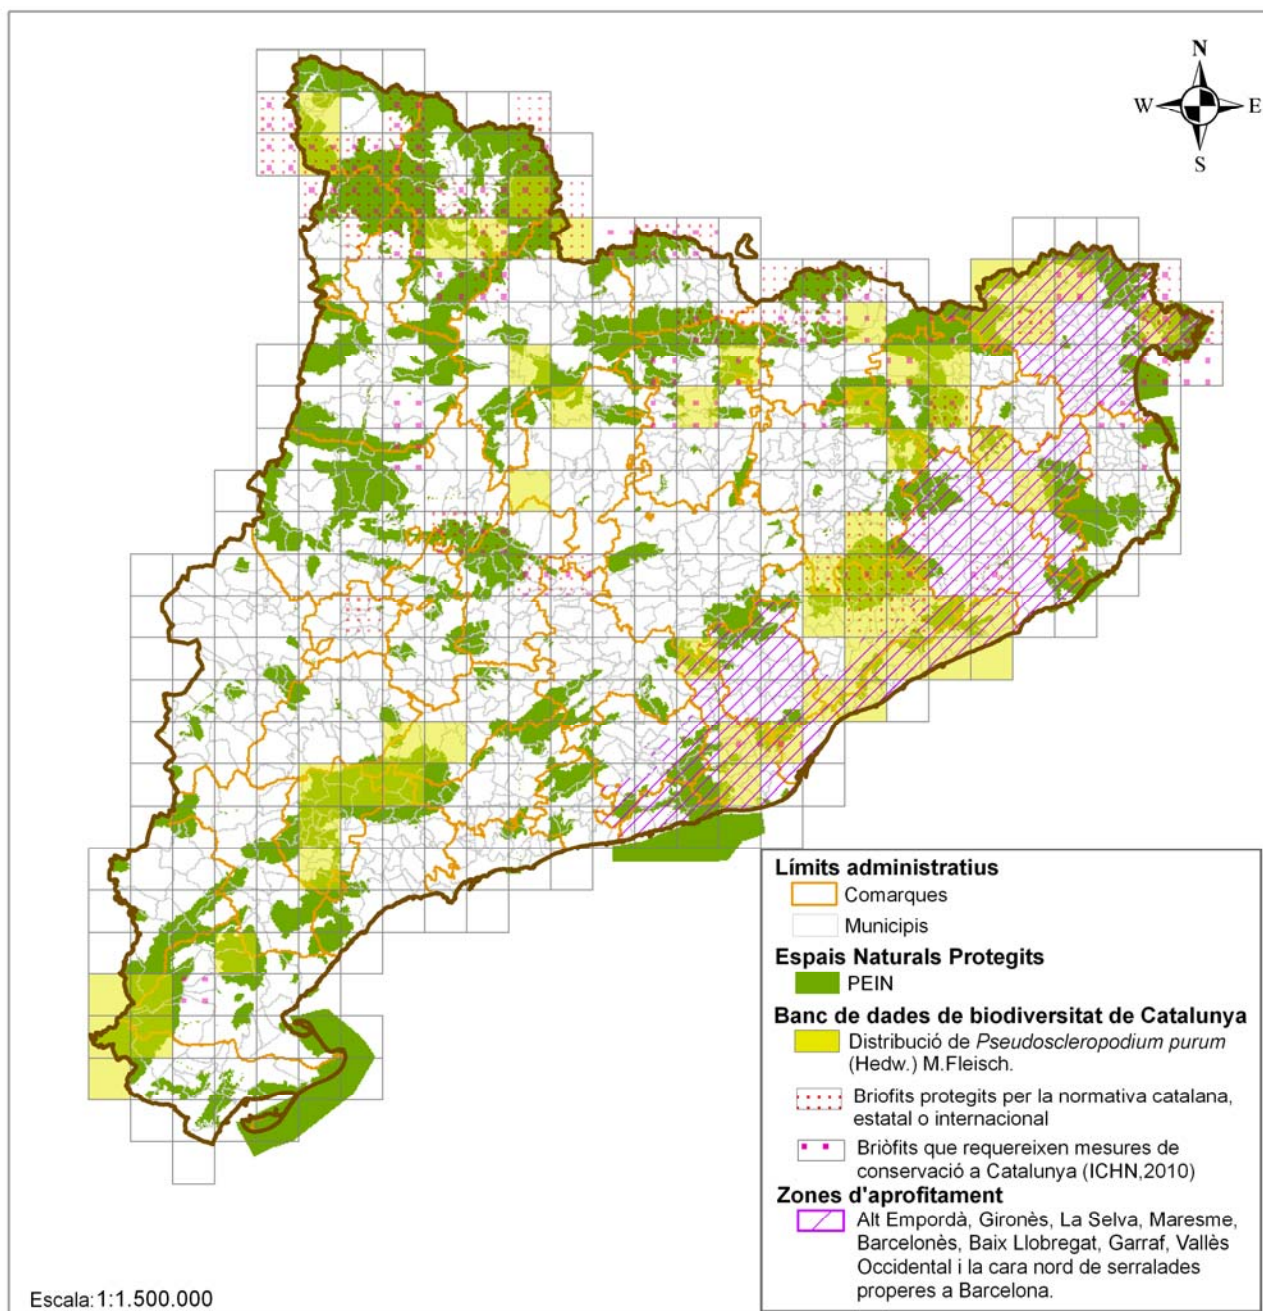 N
W E
S
Límits administratius
Comarques
Municipis
Espais Naturals Protegits
PEIN
Banc de dades de biodiversitat de Catalunya
Distribució de Pseudoscleropodium purum
(Hedw.) M.Fleisch.
Briofits protegits per la normativa catalana,
estatal o internacional
Briòfits que requereixen mesures de
conservació a Catalunya (ICHN,2010)
Zones d'aprofitament
Alt Empordà, Gironès, La Selva, Maresme,
Barcelonès, Baix Llobregat, Garraf, Vallès
Occidental i la cara nord de serralades
properes a Barcelona.
Escala:1:1.500.000